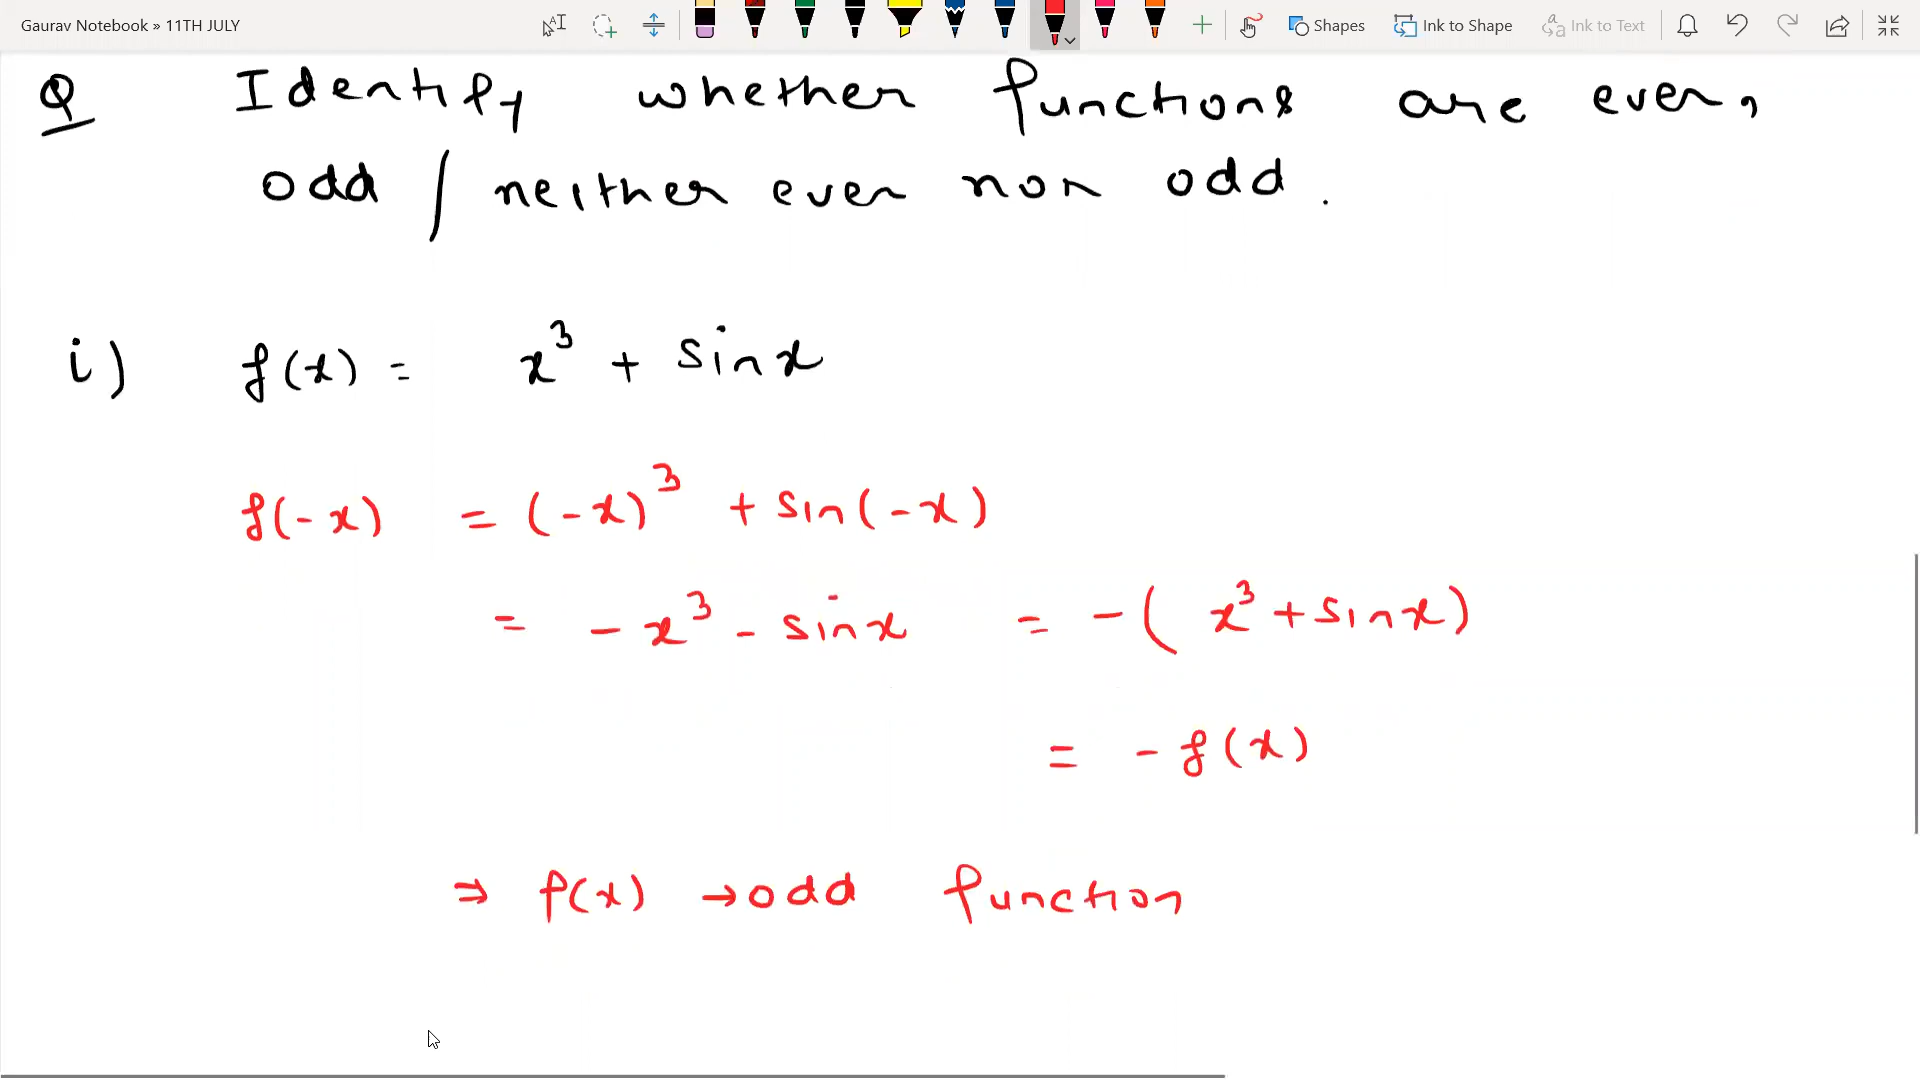 Gaurav Notebook » 11TH JULY Shapes Ink to Shape Ink to Text
Q Identify whether functions are even,
odd / neither even nor odd.
i) f(x) = x³ + sinx
f(-x) = (-x)³ + sin(-x)
= -x³ - sinx = -( x³ + sinx)
= -f(x)
⇒ f(x) → odd function